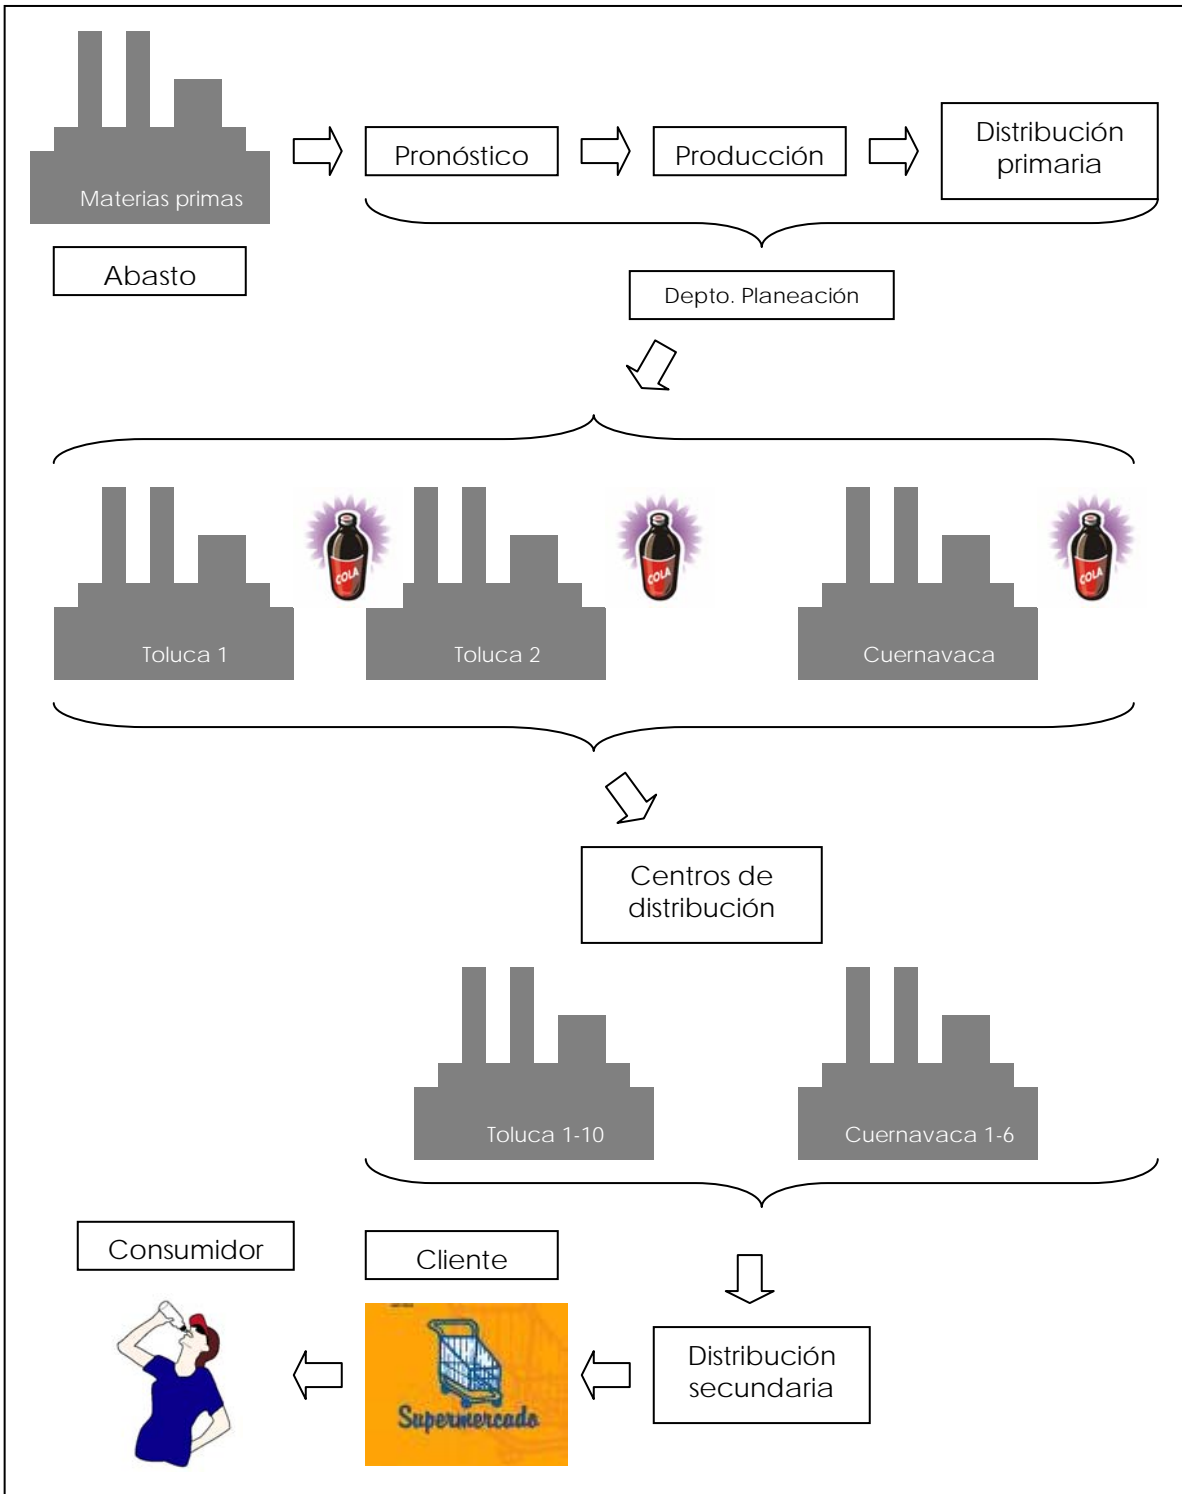 Materias primas
Pronóstico
Producción
Distribución
primaria
Abasto
Depto. Planeación
COLA
COLA
COLA
Toluca 1
Toluca 2
Cuernavaca
Centros de
distribución
Toluca 1-10
Cuernavaca 1-6
Consumidor
Cliente
Supermercado
Distribución
secundaria